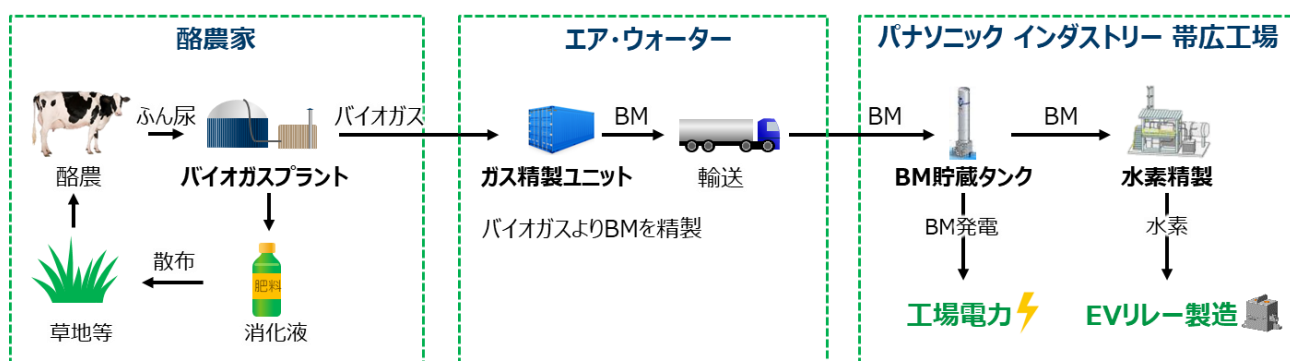 酪農家
ふん尿
バイオガス
酪農
バイオガスプラント
散布
肥料
草地等
消化液
エア・ウォーター
BM
ガス精製ユニット
輸送
バイオガスよりBMを精製
パナソニック インダストリー 帯広工場
BM
BM
BM貯蔵タンク
水素精製
BM発電
水素
工場電力
EVリレー製造